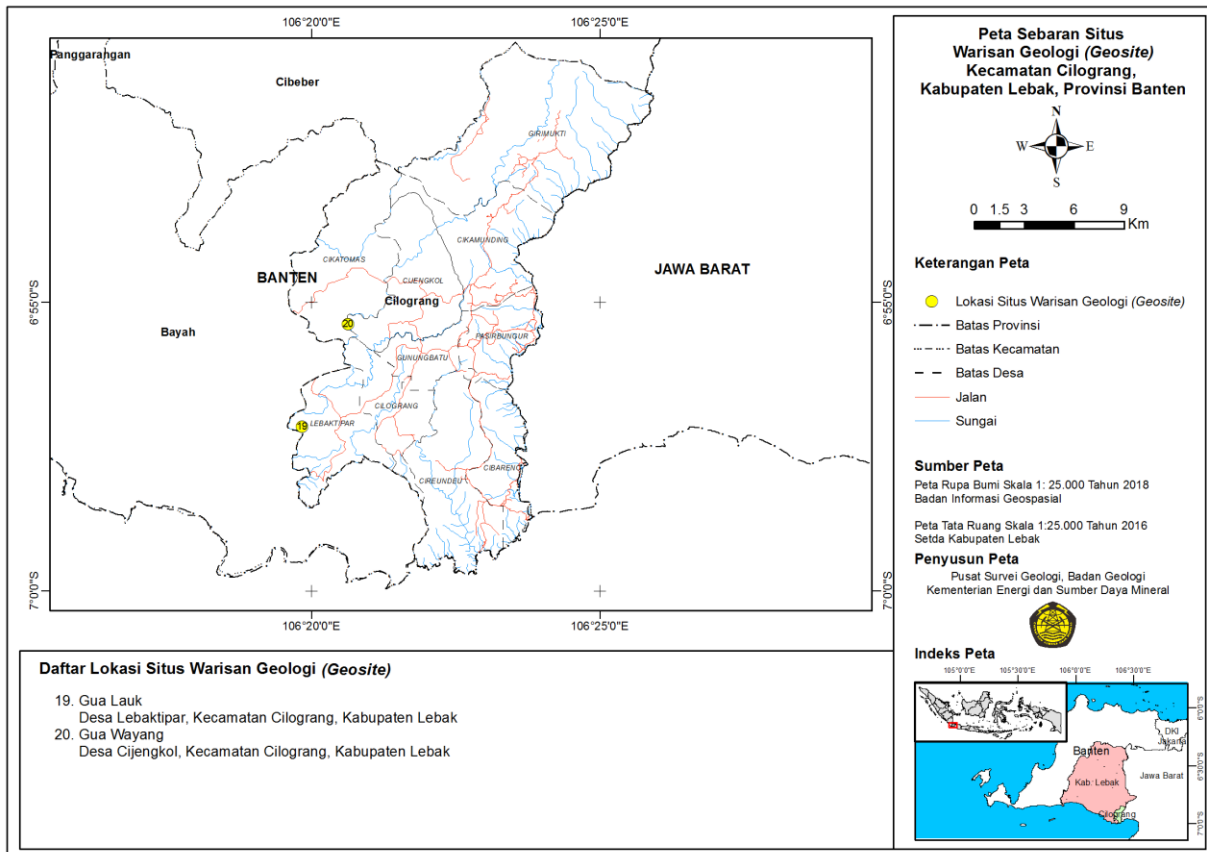 106°20'0"E
106°25'0"E
Panggarangan
Cibeber
GIRIMUKTI
CIKAMUNDING
CIKATOMAS
BANTEN
CIJENGKOL
JAWA BARAT
Cilograng
6°55'0"S
6°55'0"S
Bayah
20
PASIRBUNGUR
GUNUNGBATU
CILOGRANG
19
LEBAKTIPAR
CIBARENO
CIREUNDEU
7°0'0"S
7°0'0"S
106°20'0"E
106°25'0"E
Peta Sebaran Situs
Warisan Geologi (Geosite)
Kecamatan Cilograng,
Kabupaten Lebak, Provinsi Banten
N
W E
S
0 1.5 3 6 9
Km
Keterangan Peta
Lokasi Situs Warisan Geologi (Geosite)
Batas Provinsi
Batas Kecamatan
Batas Desa
Jalan
Sungai
Sumber Peta
Peta Rupa Bumi Skala 1: 25.000 Tahun 2018
Badan Informasi Geospasial
Peta Tata Ruang Skala 1:25.000 Tahun 2016
Setda Kabupaten Lebak
Penyusun Peta
Pusat Survei Geologi, Badan Geologi
Kementerian Energi dan Sumber Daya Mineral
Indeks Peta
105°0'E 105°30'E 106°0'E 106°30'E
6°0'S
DKI
Jakarta
Banten
6°30'S
Kab. Lebak
Jawa Barat
Cilograng
7°0'S
Daftar Lokasi Situs Warisan Geologi (Geosite)
19. Gua Lauk
Desa Lebaktipar, Kecamatan Cilograng, Kabupaten Lebak
20. Gua Wayang
Desa Cijengkol, Kecamatan Cilograng, Kabupaten Lebak